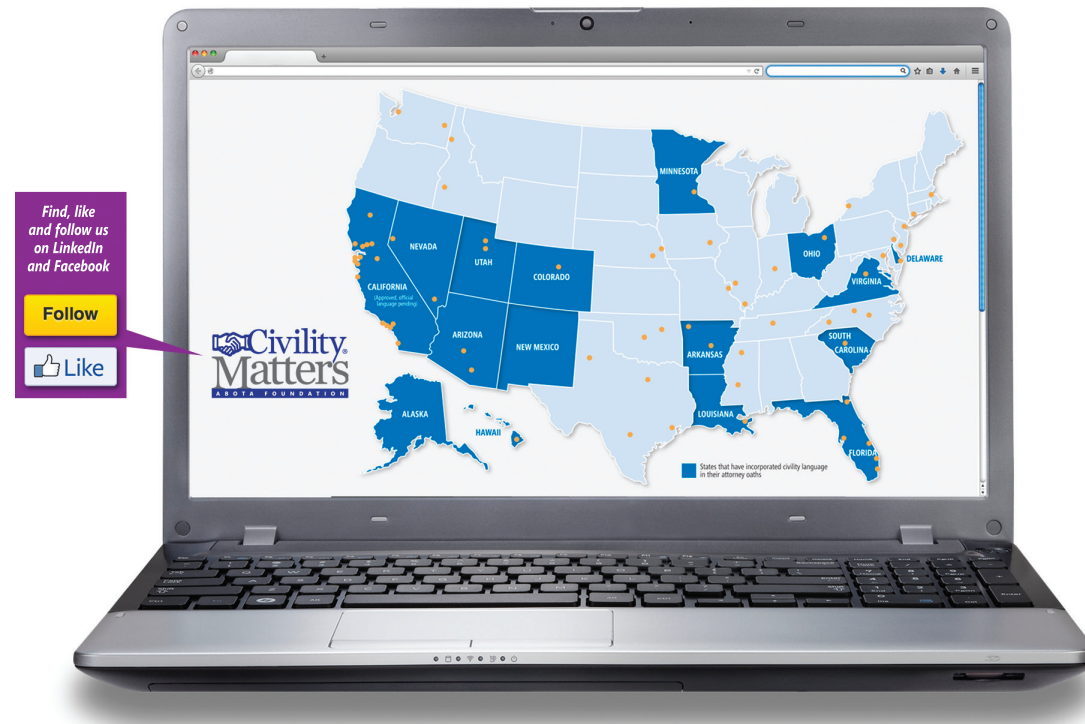 Find, like
and follow us
on LinkedIn
and Facebook
Follow
Like
Civility®
Matters
ABOTA FOUNDATION
MINNESOTA
NEVADA
UTAH
COLORADO
OHIO
DELAWARE
VIRGINIA
CALIFORNIA
(Approved, official
language pending)
ARIZONA
NEW MEXICO
ARKANSAS
SOUTH
CAROLINA
ALASKA
HAWAII
LOUISIANA
FLORIDA
States that have incorporated civility language
in their attorney oaths